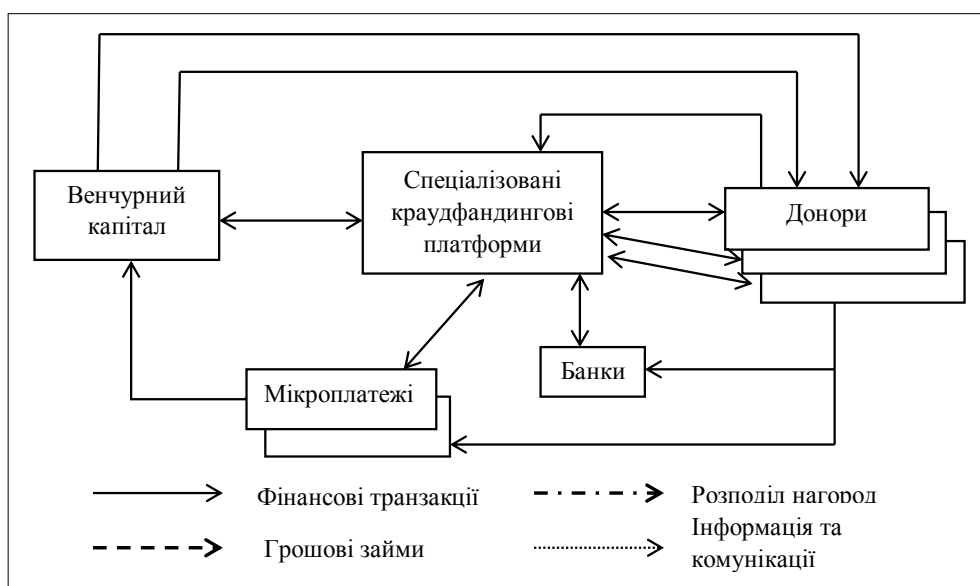 Венчурний
капітал
Спеціалізовані
краудфандингові
платформи
Донори
Банки
Мікроплатежі
Фінансові транзакції
Розподіл нагород
Грошові займи
Інформація та
комунікації